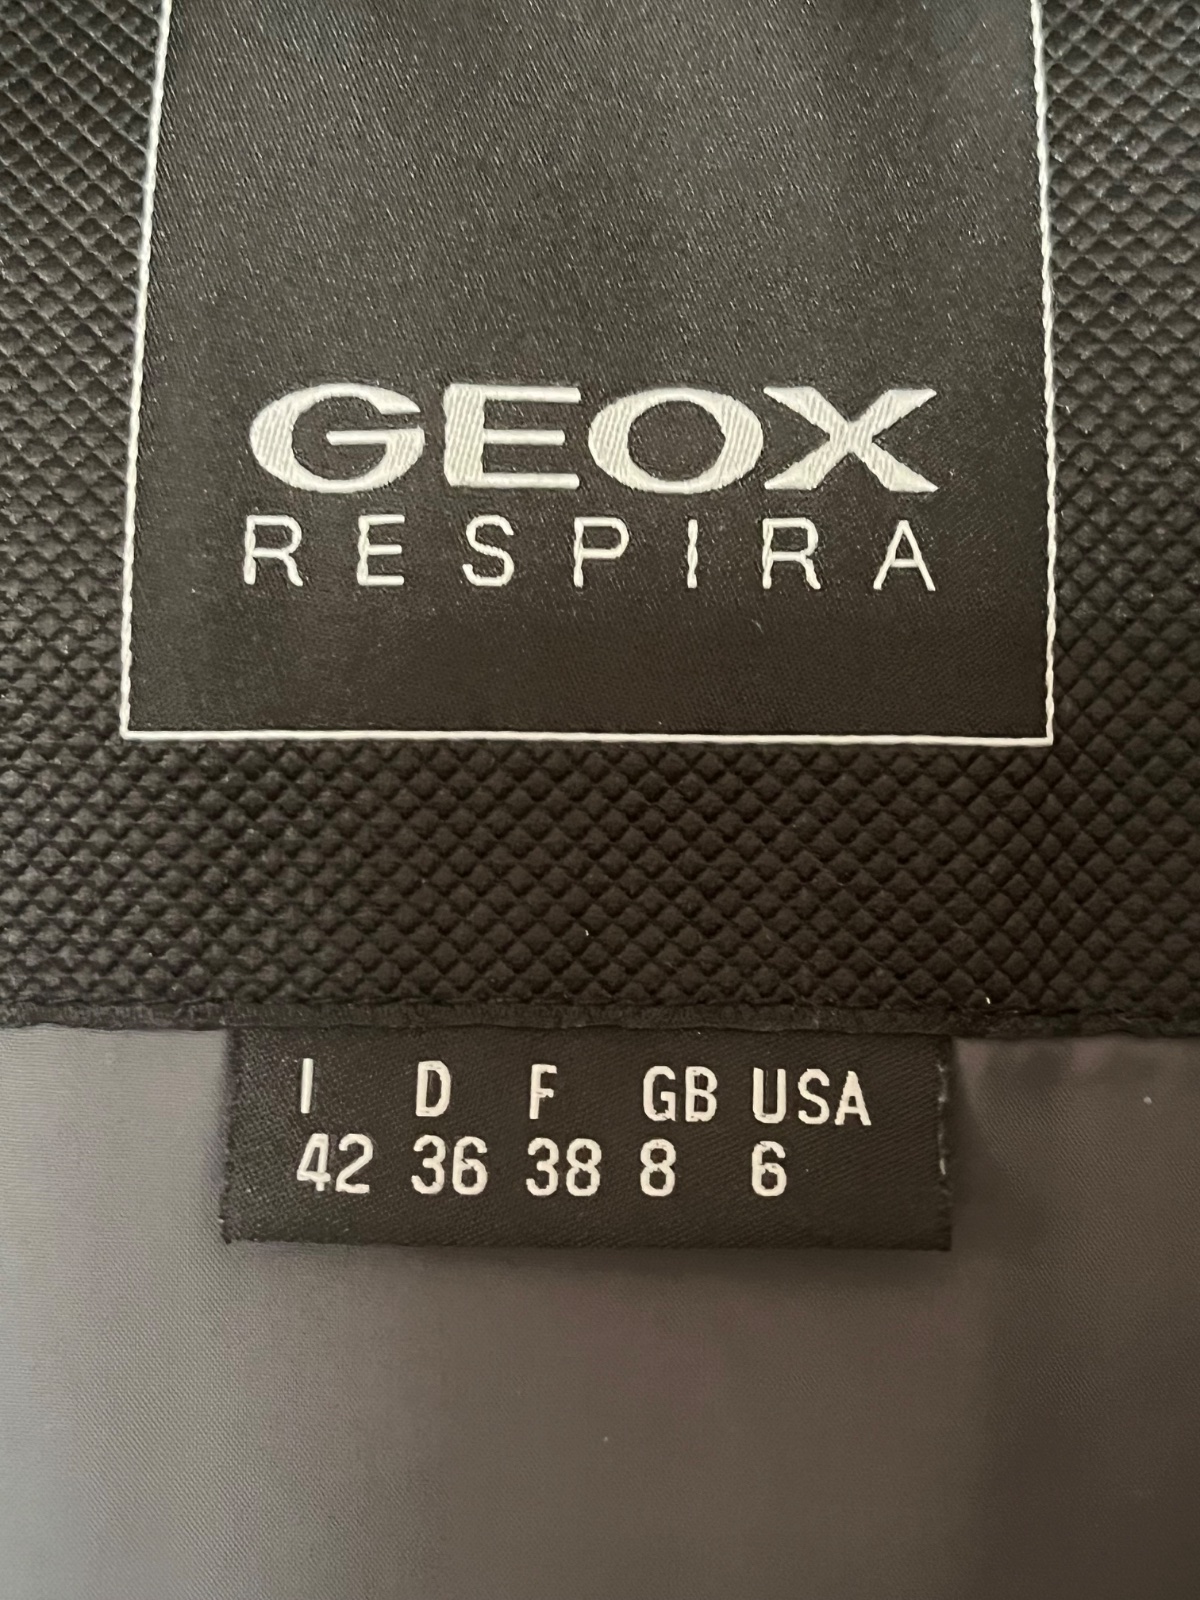 GEOX
RESPIRA
I D F GB USA
42 36 38 8 6